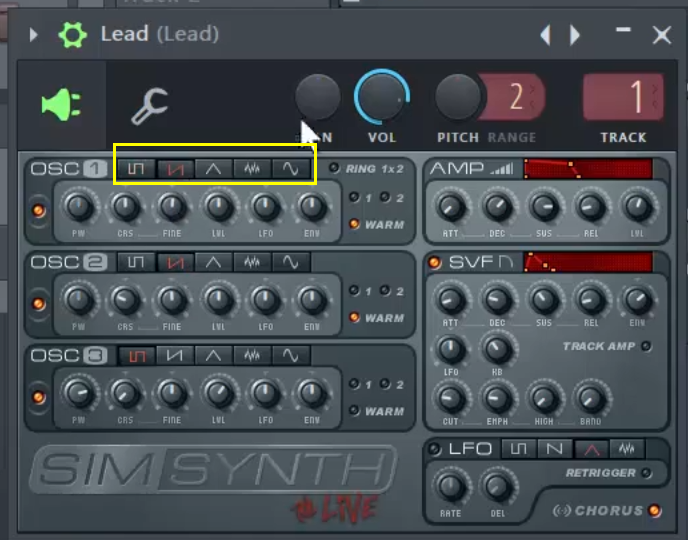 Lead (Lead)
2 1
VOL PITCH RANGE TRACK
OSC 1 RING 1x2
1 2
WARM
PW CRS FINE LVL LFO ENV
OSC 2
1 2
WARM
PW CRS FINE LVL LFO ENV
OSC 3
1 2
WARM
PW CRS FINE LVL LFO ENV
SIMSYNTH
LIVE
AMP
ATT DEC SUS REL LVL
SVF
ATT DEC SUS REL ENV
TRACK AMP
LFO KB
CUT EMPH HIGH BAND
LFO
RETRIGGER
RATE DEL
CHORUS